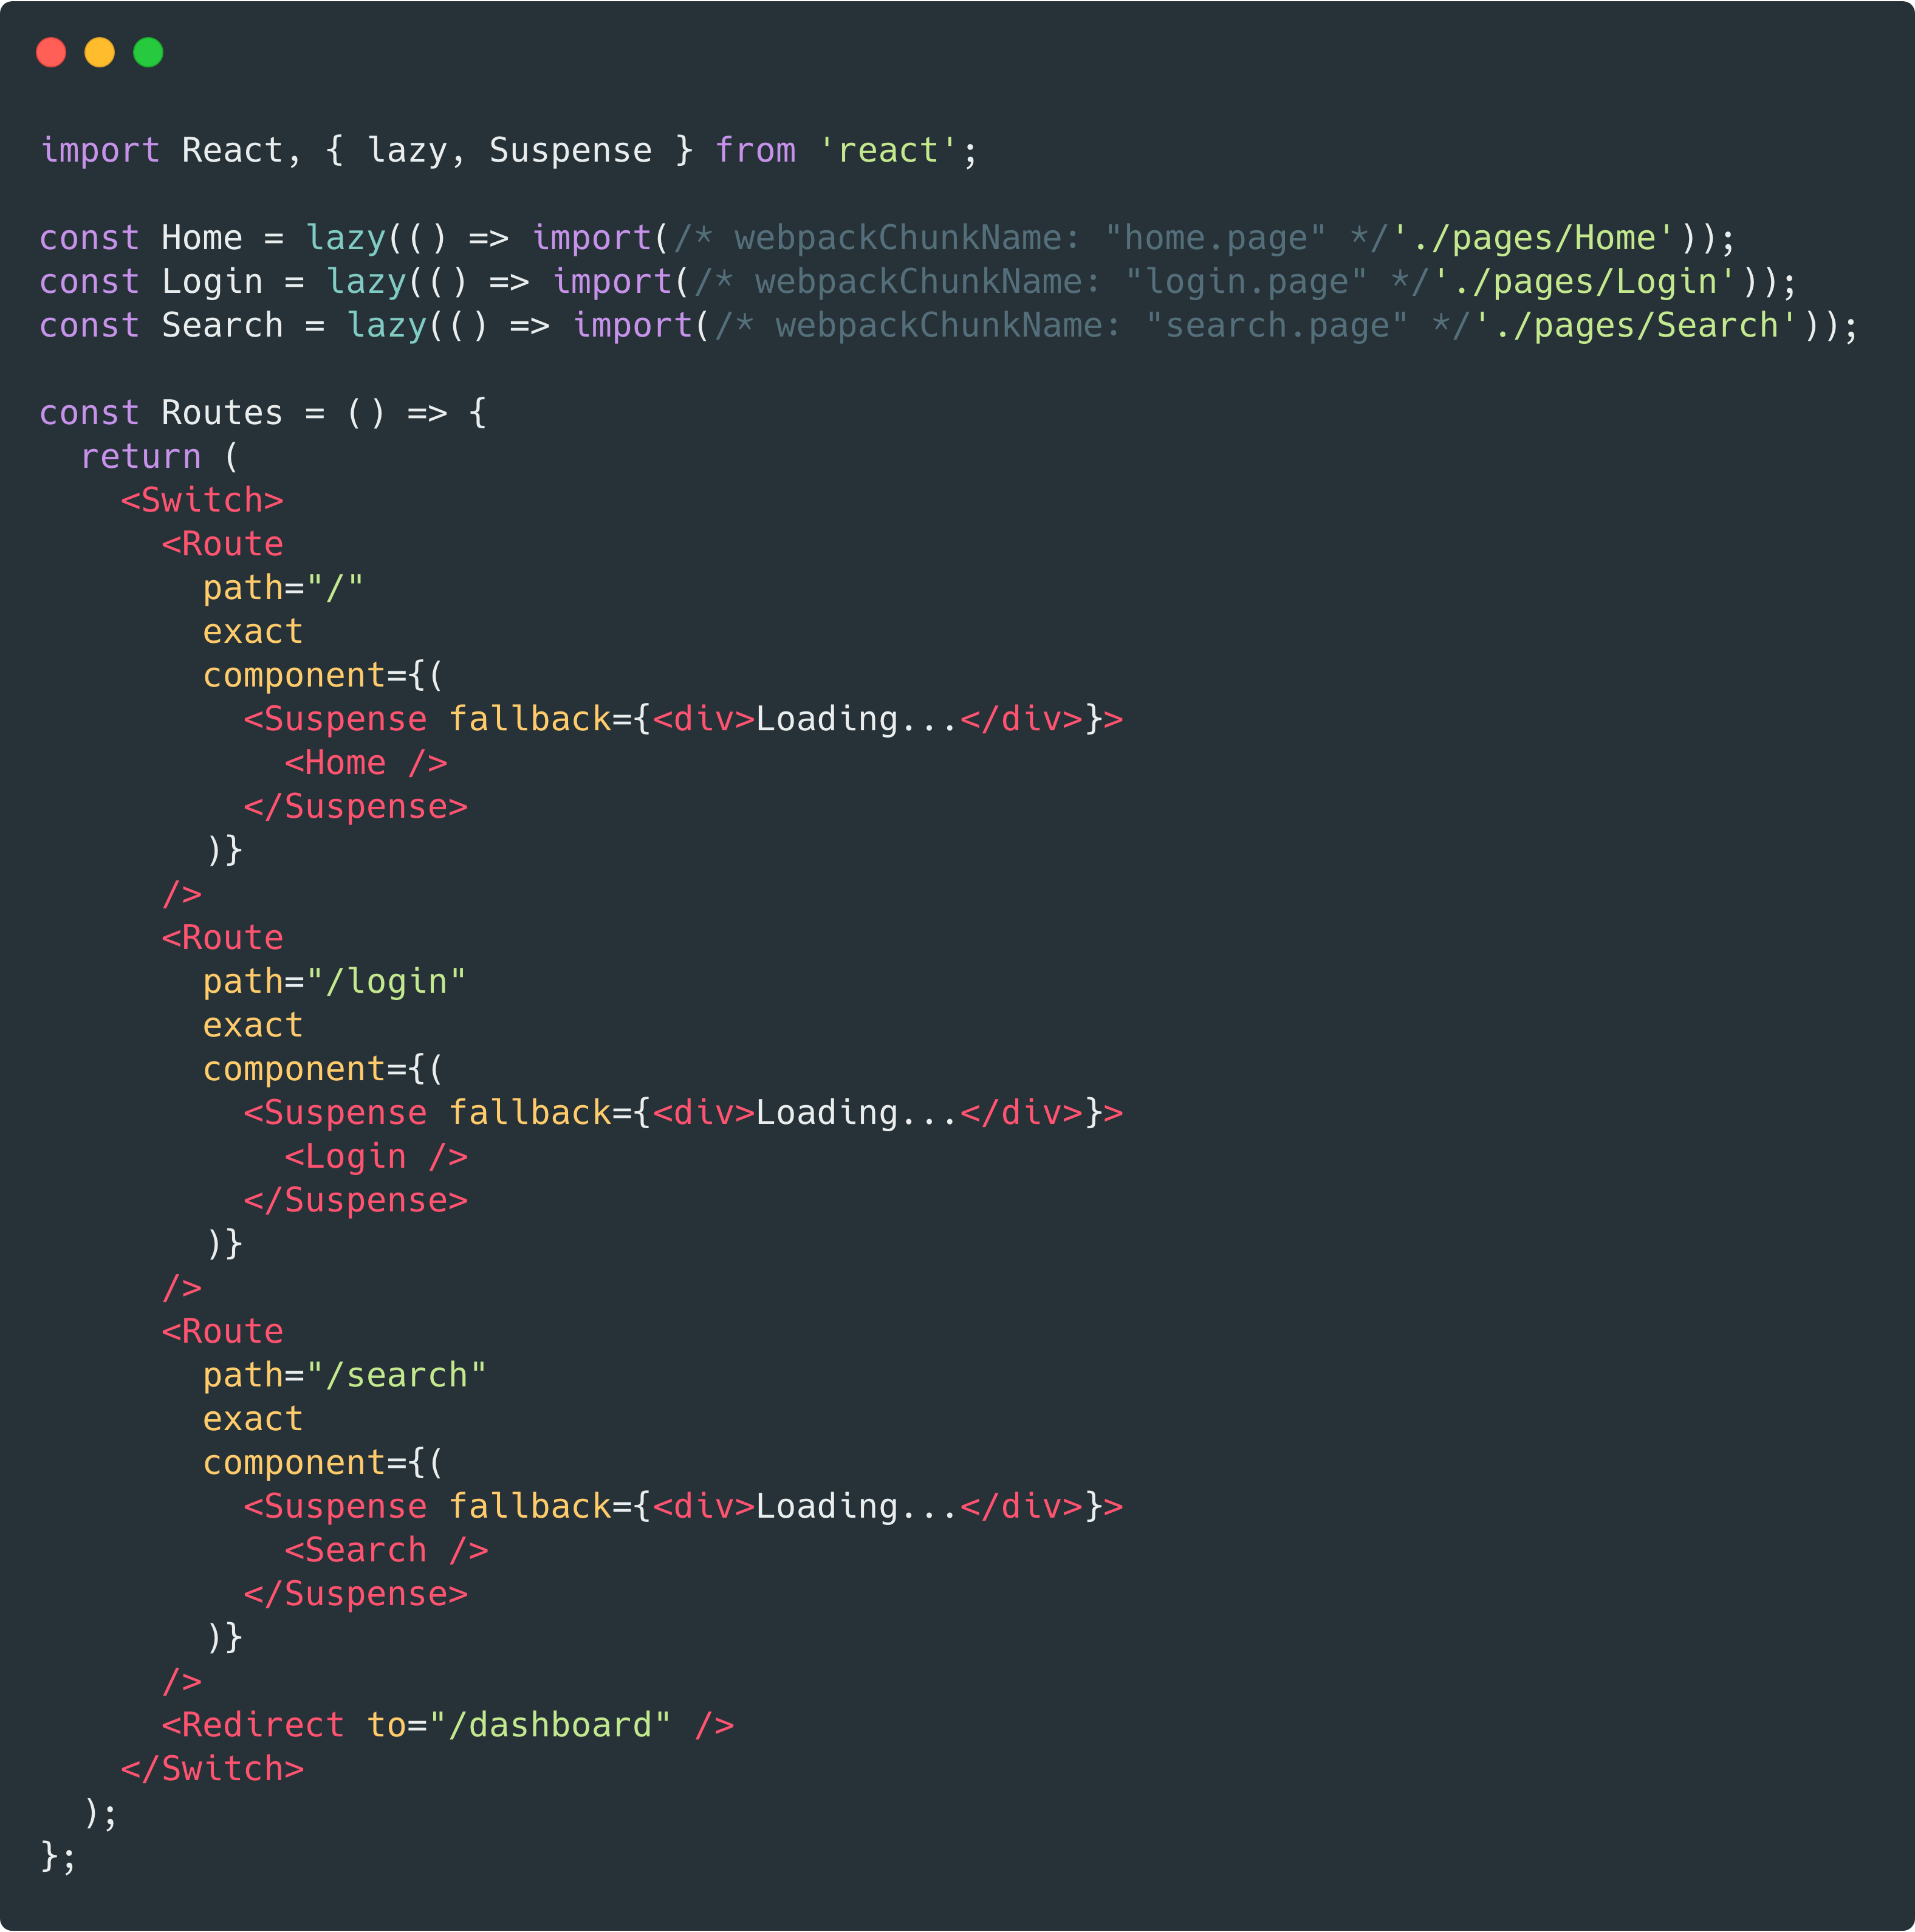 import React, { lazy, Suspense } from 'react';

const Home = lazy(() => import(/* webpackChunkName: "home.page" */'./pages/Home'));
const Login = lazy(() => import(/* webpackChunkName: "login.page" */'./pages/Login'));
const Search = lazy(() => import(/* webpackChunkName: "search.page" */'./pages/Search'));

const Routes = () => {
  return (
    <Switch>
      <Route
        path="/"
        exact
        component={(
          <Suspense fallback={<div>Loading...</div>}>
            <Home />
          </Suspense>
        )}
      />
      <Route
        path="/login"
        exact
        component={(
          <Suspense fallback={<div>Loading...</div>}>
            <Login />
          </Suspense>
        )}
      />
      <Route
        path="/search"
        exact
        component={(
          <Suspense fallback={<div>Loading...</div>}>
            <Search />
          </Suspense>
        )}
      />
      <Redirect to="/dashboard" />
    </Switch>
  );
};